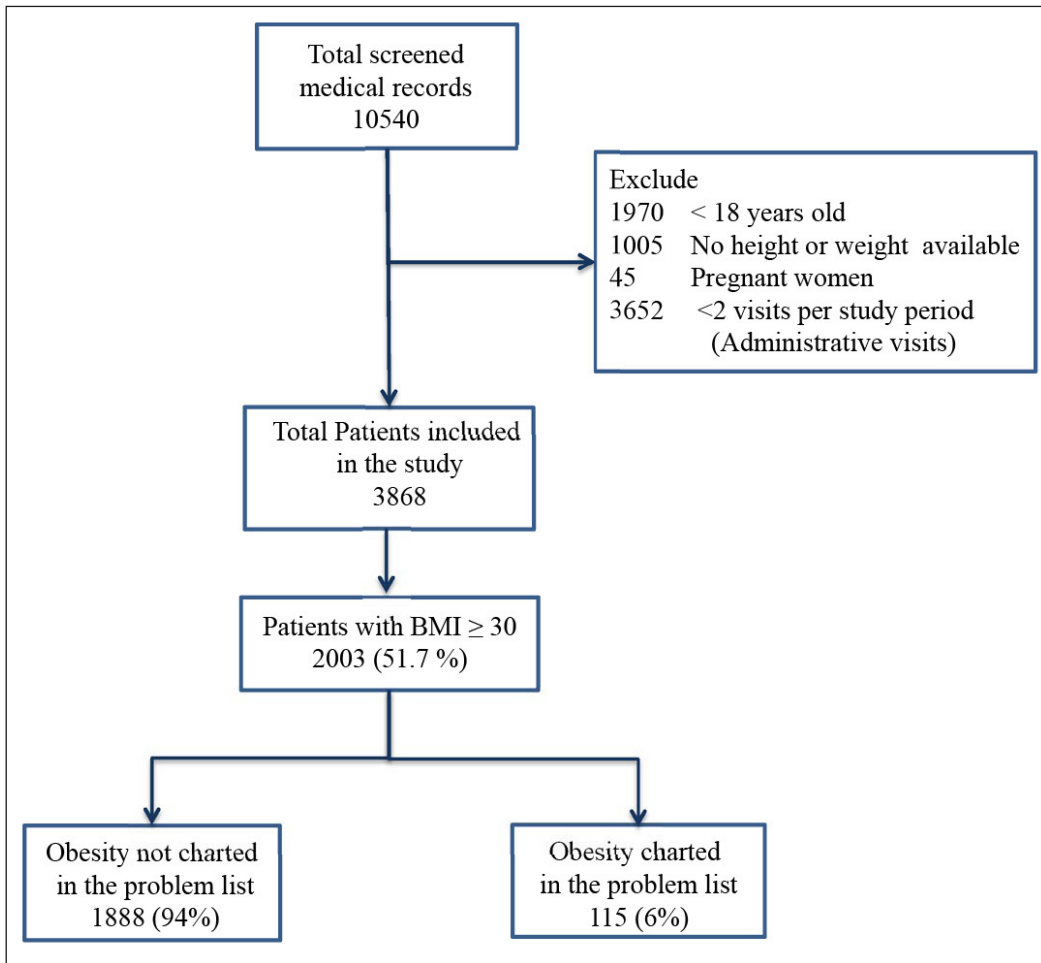 Total screened
medical records
10540
Exclude
1970 < 18 years old
1005 No height or weight available
45 Pregnant women
3652 <2 visits per study period
(Administrative visits)
Total Patients included
in the study
3868
Patients with BMI ≥ 30
2003 (51.7 %)
Obesity not charted
in the problem list
1888 (94%)
Obesity charted
in the problem list
115 (6%)